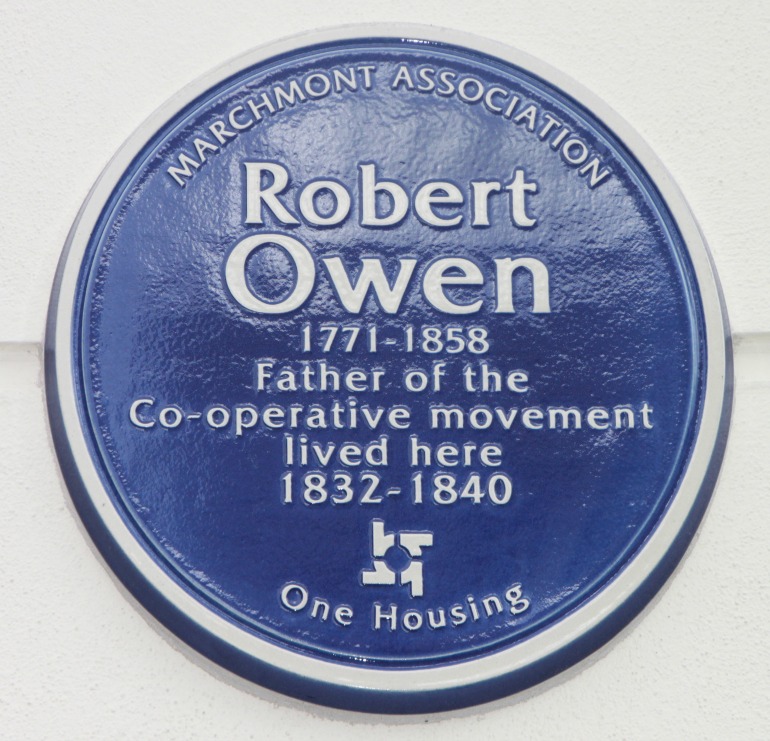 MARCHMONT ASSOCIATION
Robert
Owen
1771-1858
Father of the
Co-operative movement
lived here
1832-1840
One Housing